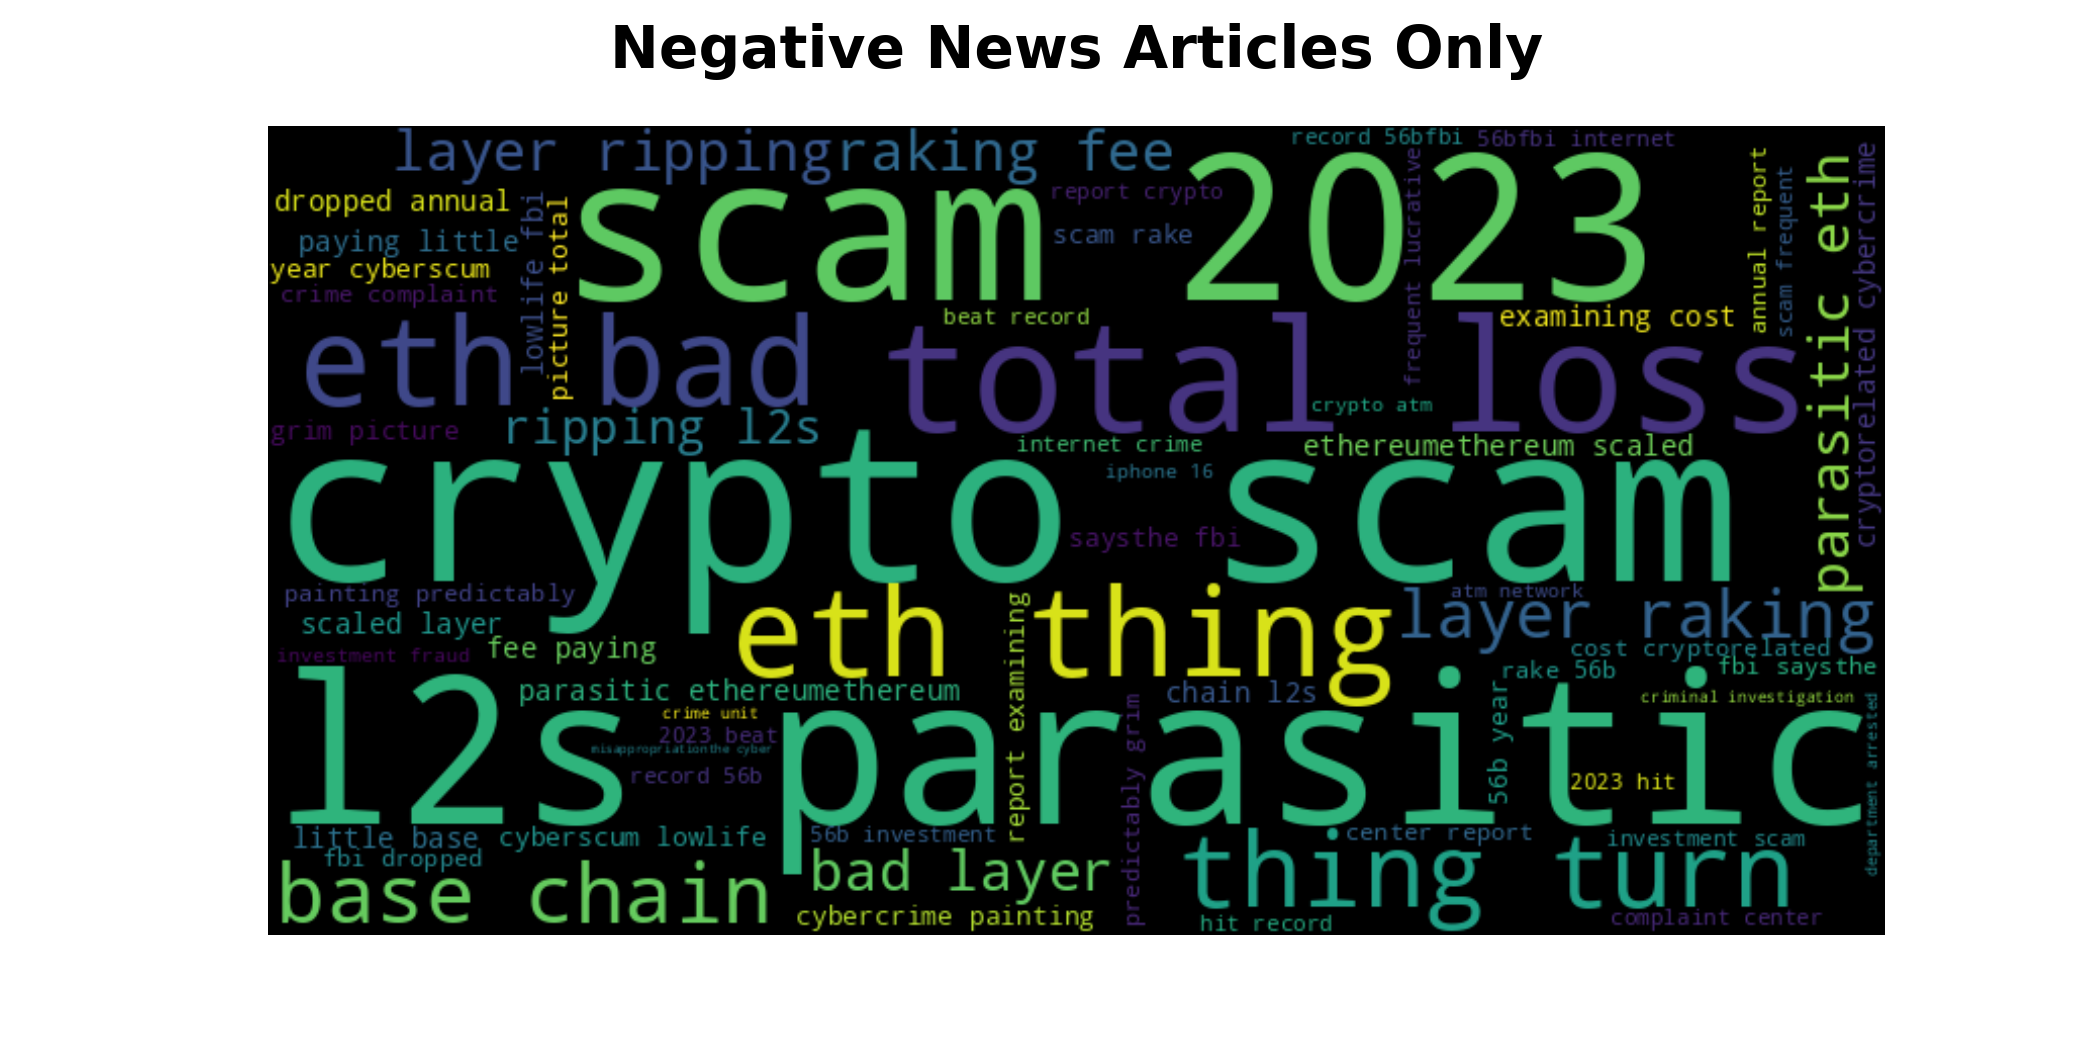 Negative News Articles Only
layer ripping
raking fee
record 56bfbi
56bfbi internet
dropped annual
scam 2023
report crypto
paying little
scam rake
year cyberscum
crime complaint
lowlife fbi
picture total
frequent lucrative
annual report
scam frequent
parasitic eth
cryptorelated cybercrime
eth bad
beat record
total loss
examining cost
grim picture
ripping l2s
crypto atm
internet crime
ethereumethereum scaled
iphone 16
crypto scam
saysthe fbi
painting predictably
scaled layer
investment fraud
fee paying
eth thing
report examining
atm network
layer raking
cost cryptorelated
rake 56b
fbi saysthe
parasitic ethereumethereum
chain l2s
criminal investigation
crime unit
2023 beat
misappropriationthe cyber
record 56b
l2s parasitic
predictably grim
56b year
2023 hit
department arrested
little base
cyberscum lowlife
56b investment
center report
investment scam
fbi dropped
base chain
bad layer
thing turn
cybercrime painting
hit record
complaint center